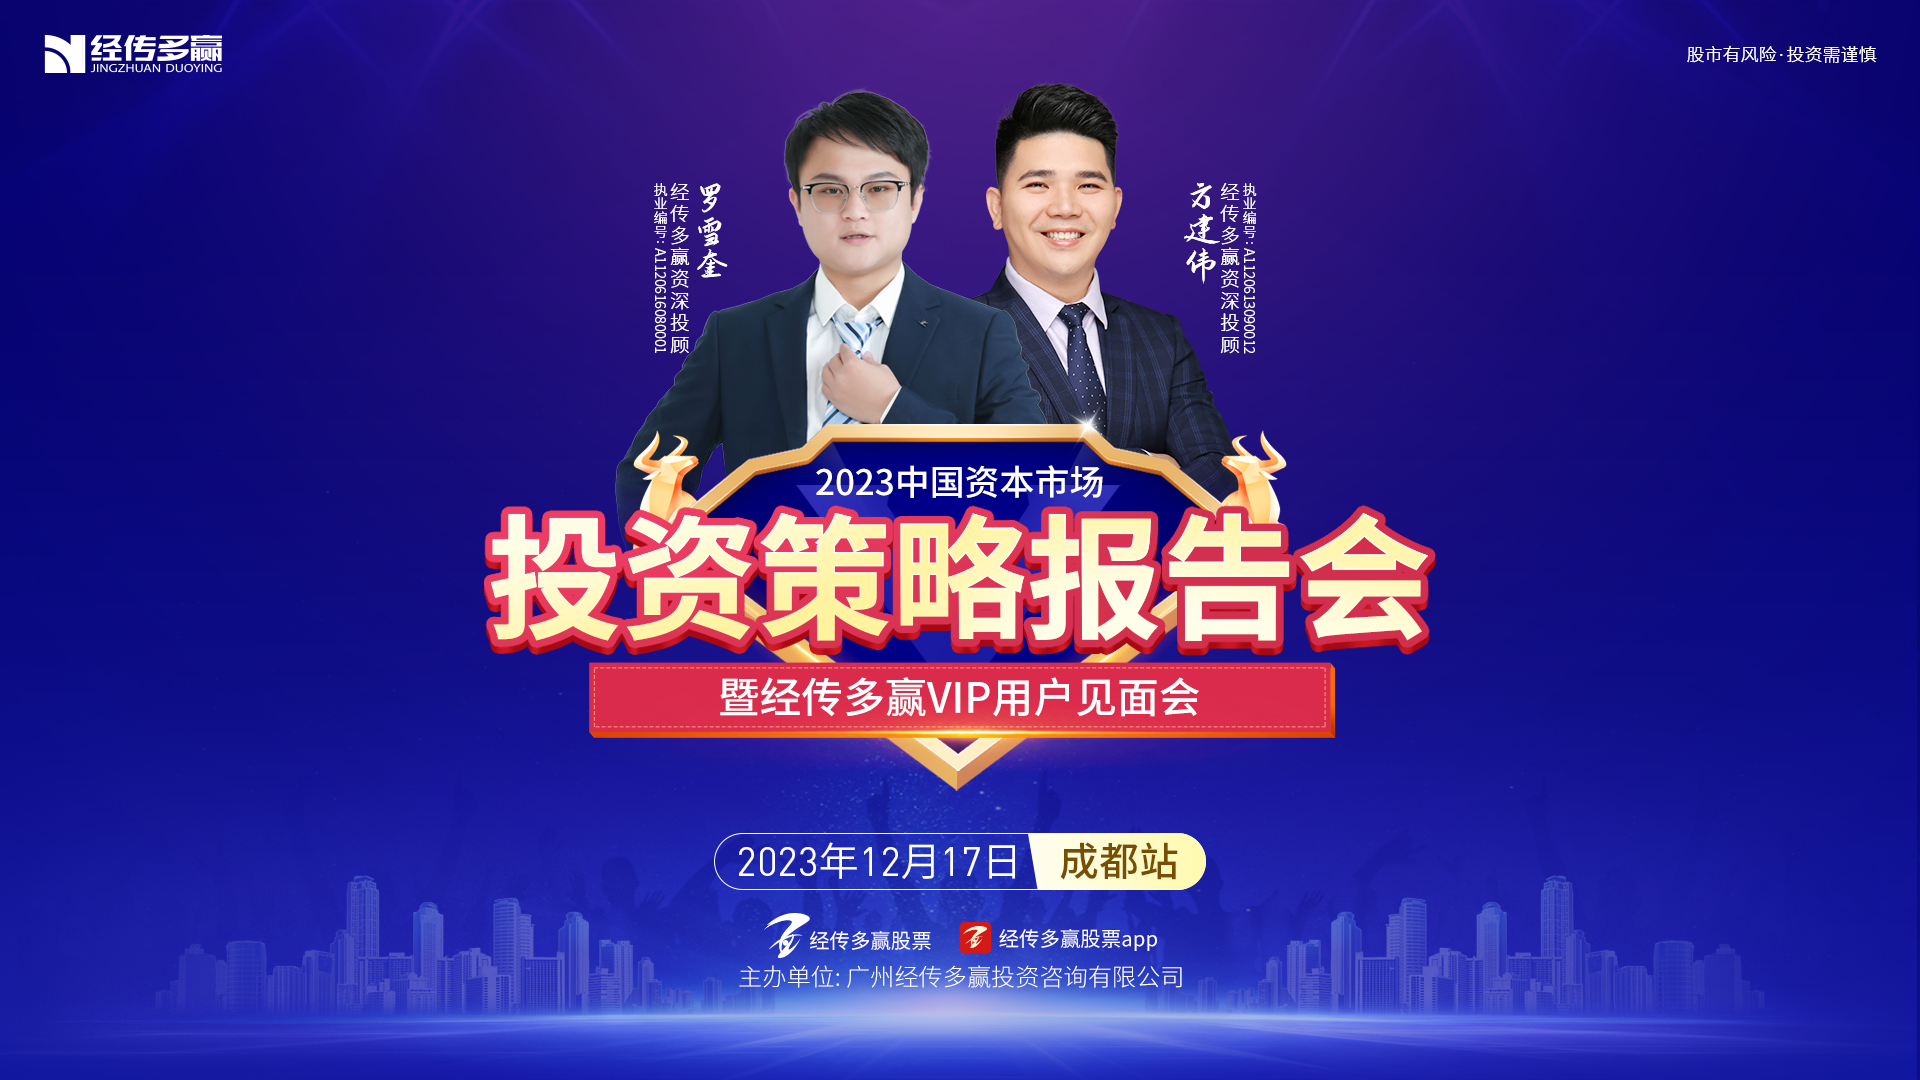 经传多赢
JINGZHUAN DUOYING
股市有风险·投资需谨慎
罗雪奎
经传多赢资深投顾
执业编号：A1120616080001
方建伟
经传多赢资深投顾
执业编号：A1120613090012
2023中国资本市场
投资策略报告会
暨经传多赢VIP用户见面会
2023年12月17日 成都站
经传多赢股票 经传多赢股票app
主办单位: 广州经传多赢投资咨询有限公司